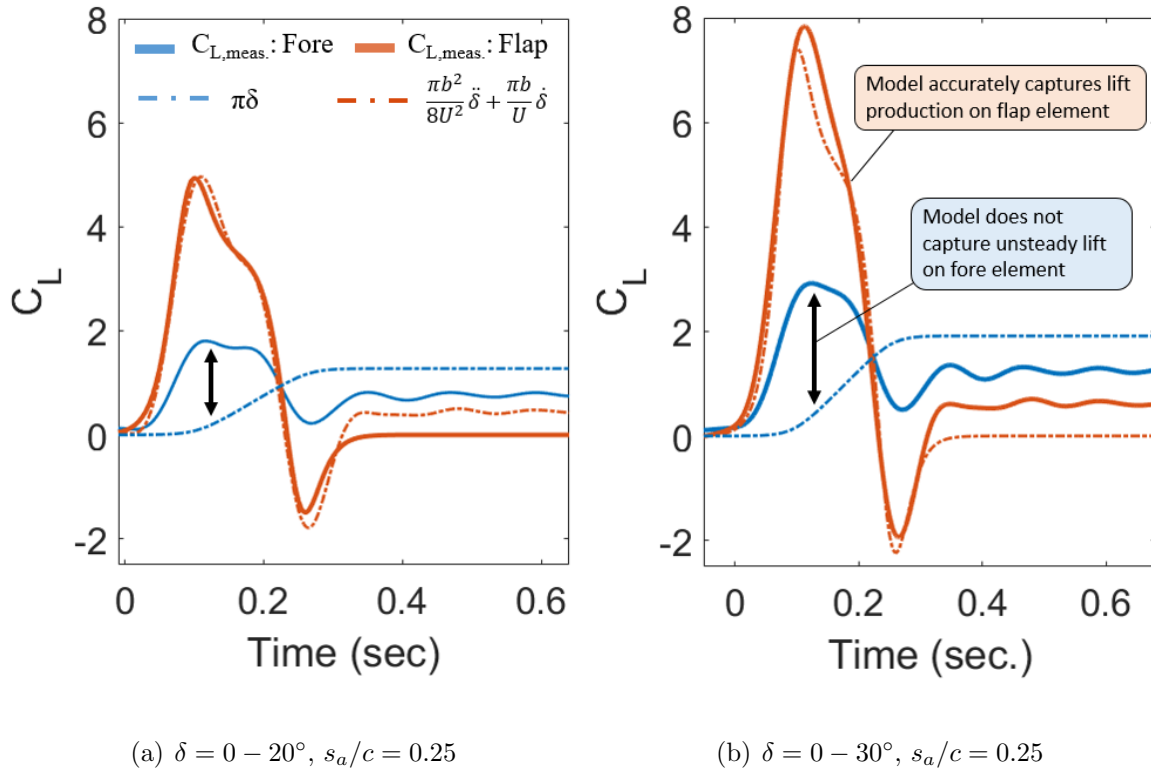 8
6
4
2
0
-2
C_L
C_{L,meas.}: Fore
C_{L,meas.}: Flap
πδ
\frac{πb^2}{8U^2}\ddot{δ} + \frac{πb}{U}\dot{δ}
0 0.2 0.4 0.6
Time (sec)
(a) δ = 0 − 20°, s_a/c = 0.25
8
6
4
2
0
-2
C_L
Model accurately captures lift
production on flap element
Model does not
capture unsteady lift
on fore element
0 0.2 0.4 0.6
Time (sec.)
(b) δ = 0 − 30°, s_a/c = 0.25